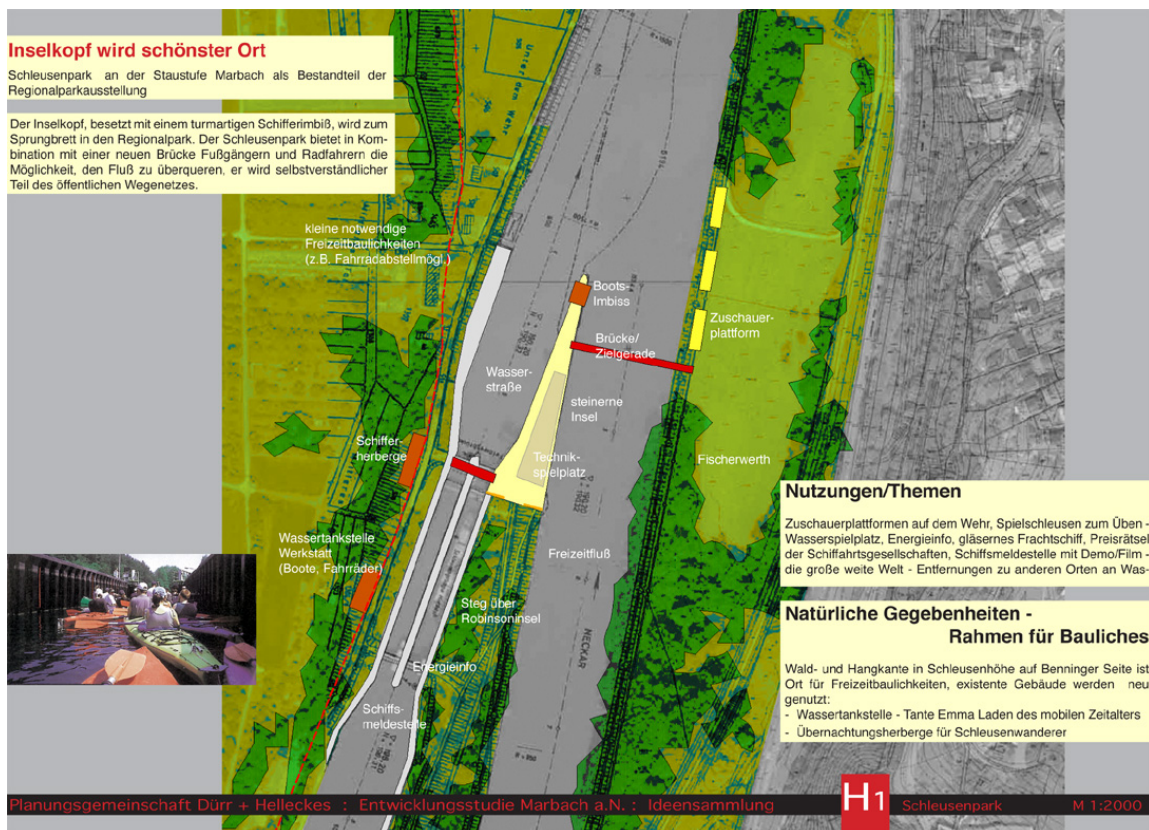 Inselkopf wird schönster Ort
Schleusenpark an der Staustufe Marbach als Bestandteil der
Regionalparkausstellung
Der Inselkopf, besetzt mit einem turmartigen Schifferimbiß, wird zum
Sprungbrett in den Regionalpark. Der Schleusenpark bietet in Kom-
bination mit einer neuen Brücke Fußgängern und Radfahrern die
Möglichkeit, den Fluß zu überqueren, er wird selbstverständlicher
Teil des öffentlichen Wegenetzes.
Unter dem Wehr
kleine notwendige
Freizeitbaulichkeiten
(z.B. Fahrradabstellmögl.)
Boots-
Imbiss
Zuschauer-
plattform
Brücke/
Zielgerade
Wasser-
straße
steinerne
Insel
Schiffer-
herberge
Technik-
spielplatz
Fischerwerth
Wassertankstelle
Werkstatt
(Boote, Fahrräder)
Freizeitfluß
Steg über
Robinsoninsel
NECKAR
Energieinfo
Schiffs-
meldestelle
Nutzungen/Themen
Zuschauerplattformen auf dem Wehr, Spielschleusen zum Üben -
Wasserspielplatz, Energieinfo, gläsernes Frachtschiff, Preisrätsel
der Schiffahrtsgesellschaften, Schiffsmeldestelle mit Demo/Film -
die große weite Welt - Entfernungen zu anderen Orten an Was-
Natürliche Gegebenheiten -
Rahmen für Bauliches
Wald- und Hangkante in Schleusenhöhe auf Benninger Seite ist
Ort für Freizeitbaulichkeiten, existente Gebäude werden neu
genutzt:
- Wassertankstelle - Tante Emma Laden des mobilen Zeitalters
- Übernachtungsherberge für Schleusenwanderer
Planungsgemeinschaft Dürr + Helleckes : Entwicklungsstudie Marbach a.N. : Ideensammlung
H1
Schleusenpark
M 1:2000